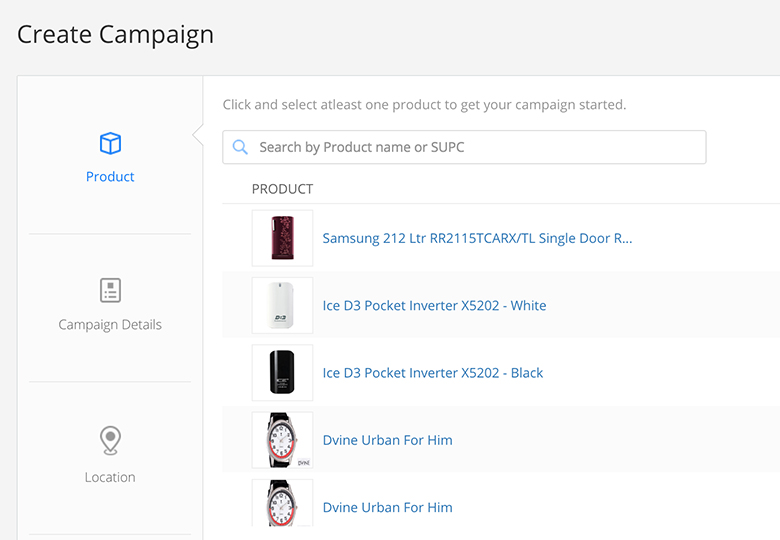 Create Campaign
Product
Campaign Details
Location
Click and select atleast one product to get your campaign started.
Search by Product name or SUPC
PRODUCT
Samsung 212 Ltr RR2115TCARX/TL Single Door R...
Ice D3 Pocket Inverter X5202 - White
Ice D3 Pocket Inverter X5202 - Black
Dvine Urban For Him
DVINE
Dvine Urban For Him